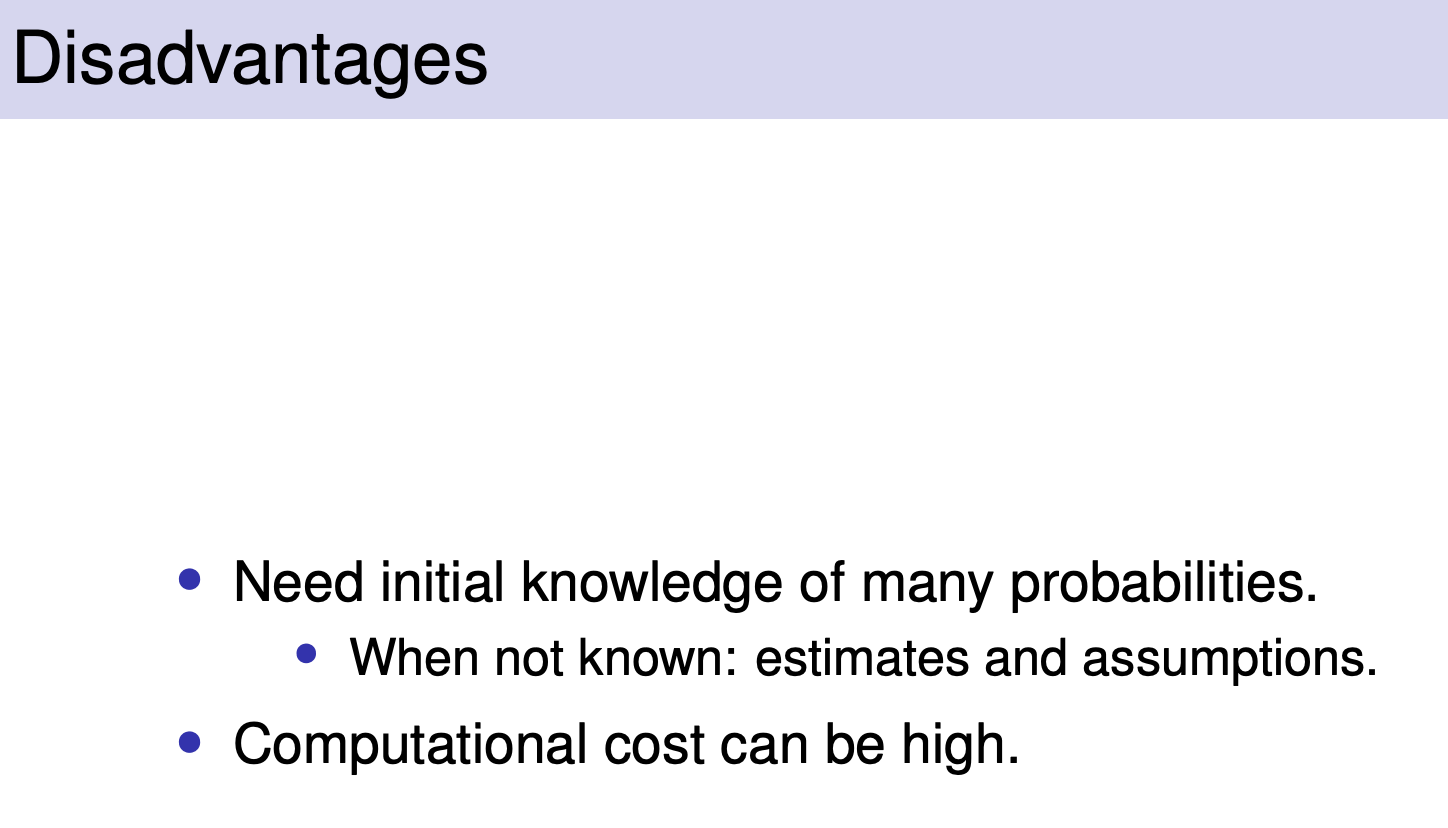 Disadvantages
• Need initial knowledge of many probabilities.
• When not known: estimates and assumptions.
• Computational cost can be high.